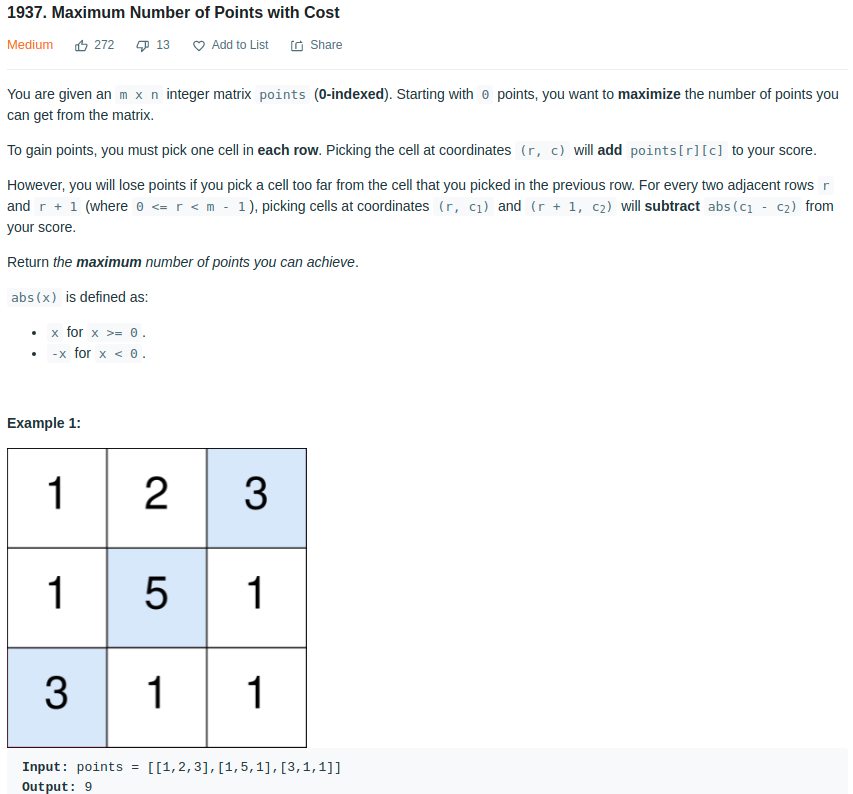 1937. Maximum Number of Points with Cost
Medium 272 13 Add to List Share
You are given an m x n integer matrix points (0-indexed). Starting with 0 points, you want to maximize the number of points you
can get from the matrix.
To gain points, you must pick one cell in each row. Picking the cell at coordinates (r, c) will add points[r][c] to your score.
However, you will lose points if you pick a cell too far from the cell that you picked in the previous row. For every two adjacent rows r
and r + 1 (where 0 <= r < m - 1), picking cells at coordinates (r, c1) and (r + 1, c2) will subtract abs(c1 - c2) from
your score.
Return the maximum number of points you can achieve.
abs(x) is defined as:
• x for x >= 0.
• -x for x < 0.
Example 1:
1 2 3
1 5 1
3 1 1
Input: points = [[1,2,3],[1,5,1],[3,1,1]]
Output: 9